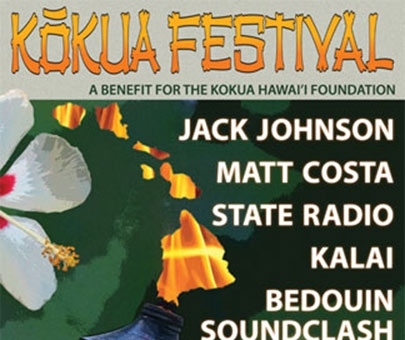 KŌKUA FESTIVAL
A BENEFIT FOR THE KOKUA HAWAI'I FOUNDATION
JACK JOHNSON
MATT COSTA
STATE RADIO
KALAI
BEDOUIN
SOUNDCLASH